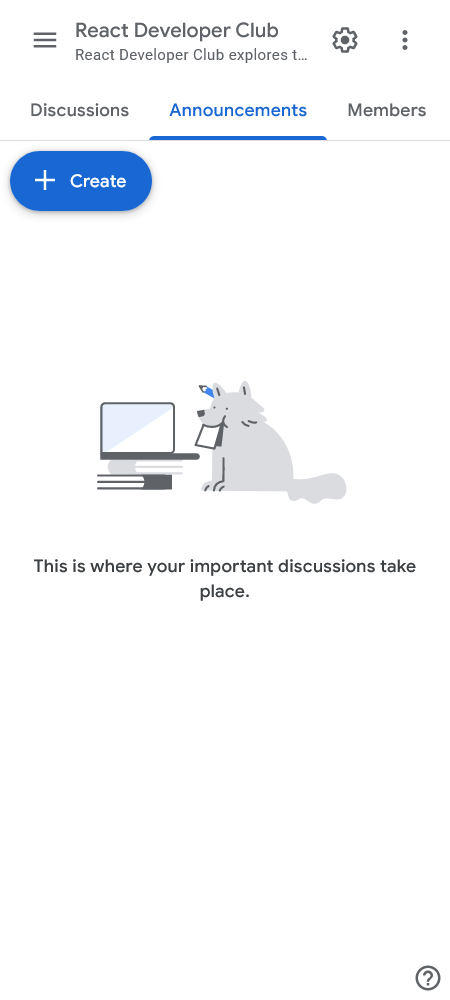 React Developer Club
React Developer Club explores t...
Discussions
Announcements
Members
Create
This is where your important discussions take
place.